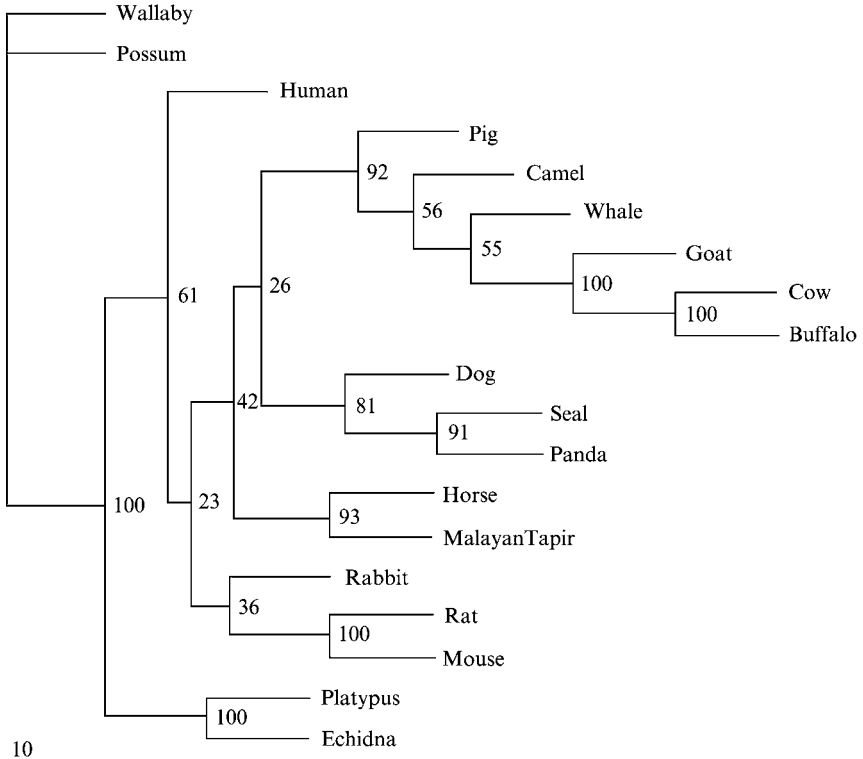 Wallaby
Possum
Human
Pig
92
Camel
56
Whale
55
Goat
100
Cow
100
Buffalo
26
61
Dog
42
81
Seal
91
Panda
Horse
100
23
93
MalayanTapir
Rabbit
36
Rat
100
Mouse
Platypus
100
Echidna
10